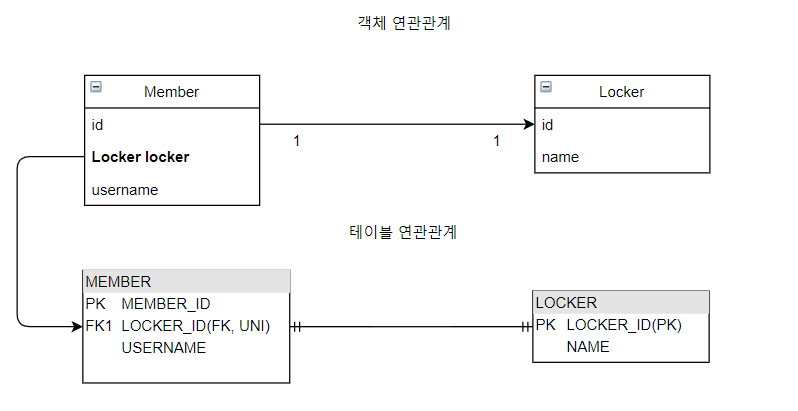 객체 연관관계
Member
Locker
id
id
1
1
Locker locker
name
username
테이블 연관관계
MEMBER
PK MEMBER_ID
FK1 LOCKER_ID(FK, UNI)
USERNAME
LOCKER
PK LOCKER_ID(PK)
NAME